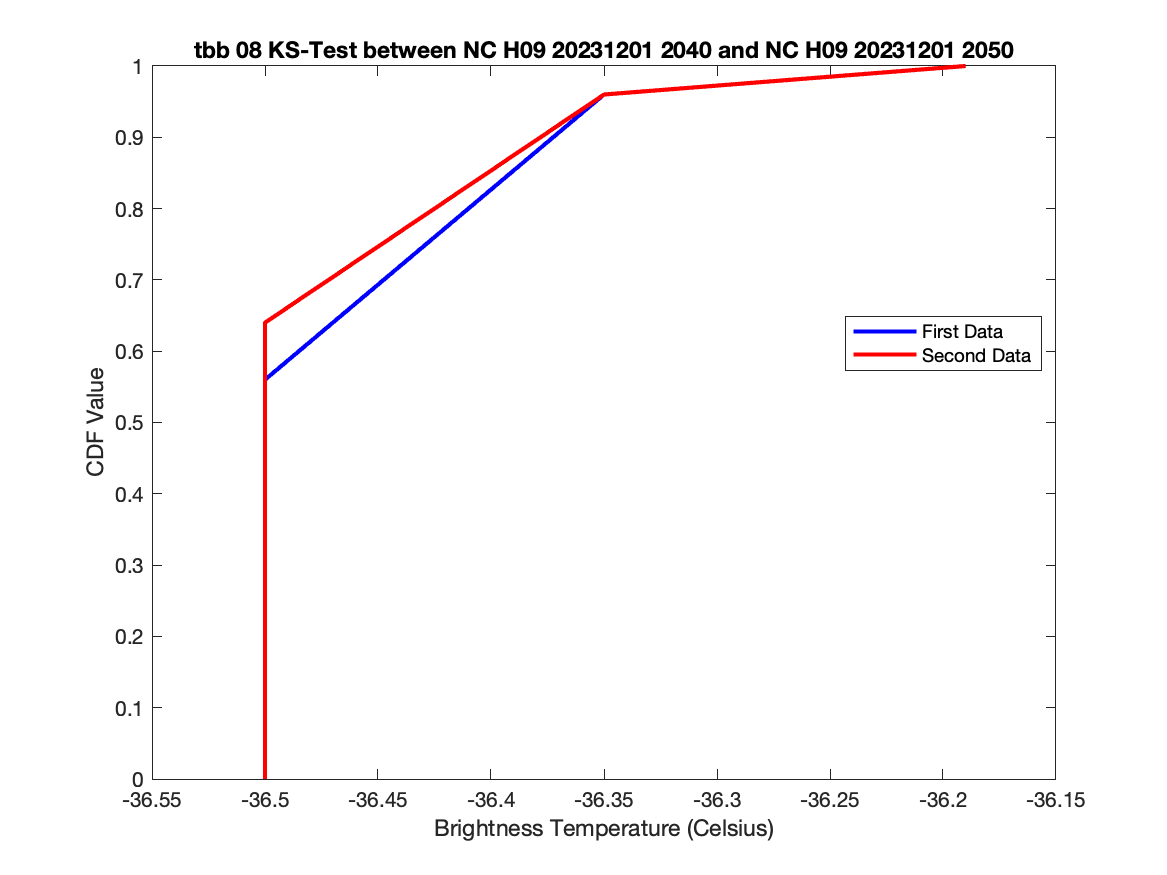 tbb 08 KS-Test between NC H09 20231201 2040 and NC H09 20231201 2050
1
0.9
0.8
0.7
0.6
0.5
0.4
0.3
0.2
0.1
0
CDF Value
First Data
Second Data
-36.55 -36.5 -36.45 -36.4 -36.35 -36.3 -36.25 -36.2 -36.15
Brightness Temperature (Celsius)